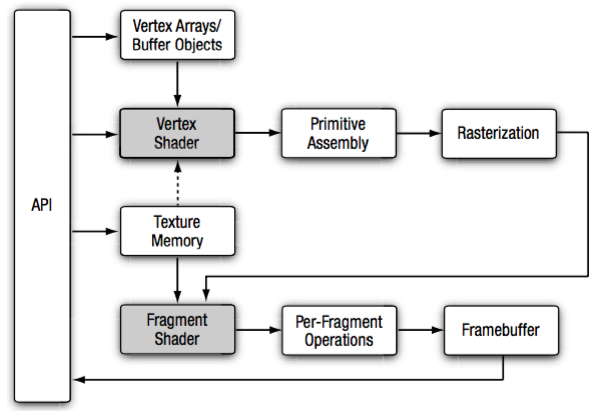 Vertex Arrays/
Buffer Objects
Vertex
Shader
Primitive
Assembly
Rasterization
API
Texture
Memory
Fragment
Shader
Per-Fragment
Operations
Framebuffer